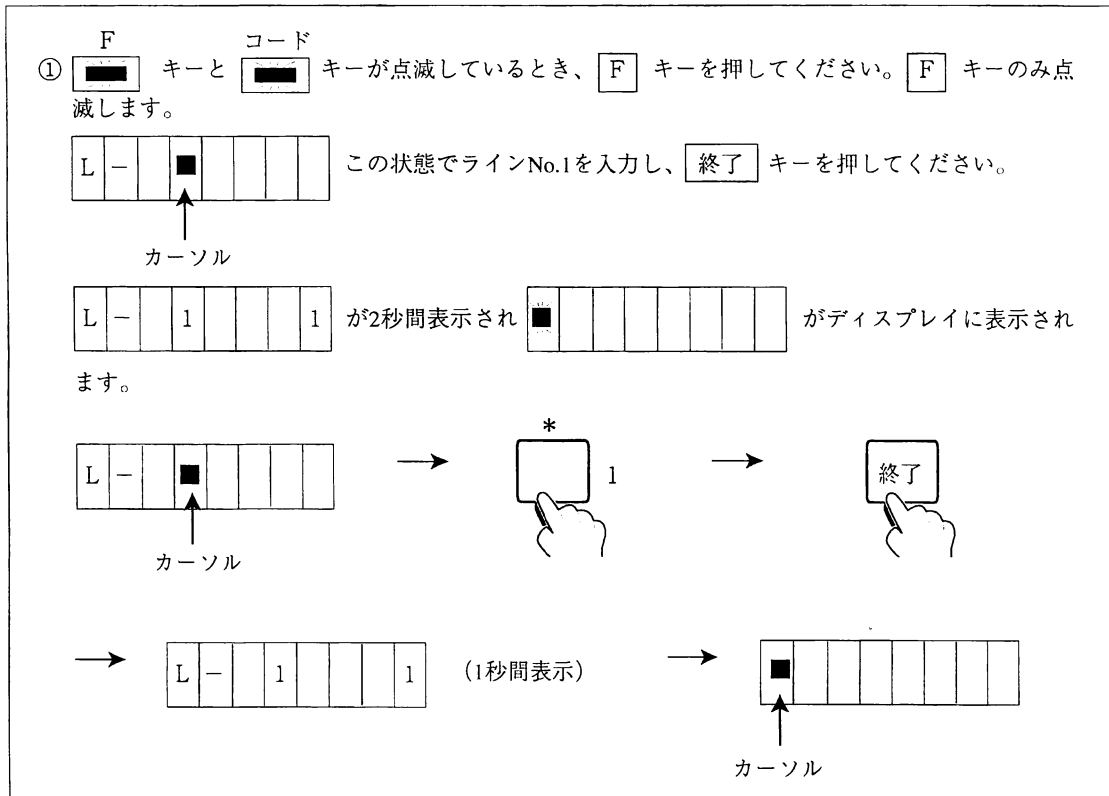 F コード
① キーと キーが点滅しているとき、 F キーを押してください。 F キーのみ点
滅します。
L − この状態でラインNo.1を入力し、 終了 キーを押してください。
カーソル
L − 1 1 が2秒間表示され がディスプレイに表示され
ます。
*
L − → 1 → 終了
カーソル
→ L − 1 1 (1秒間表示) →
カーソル